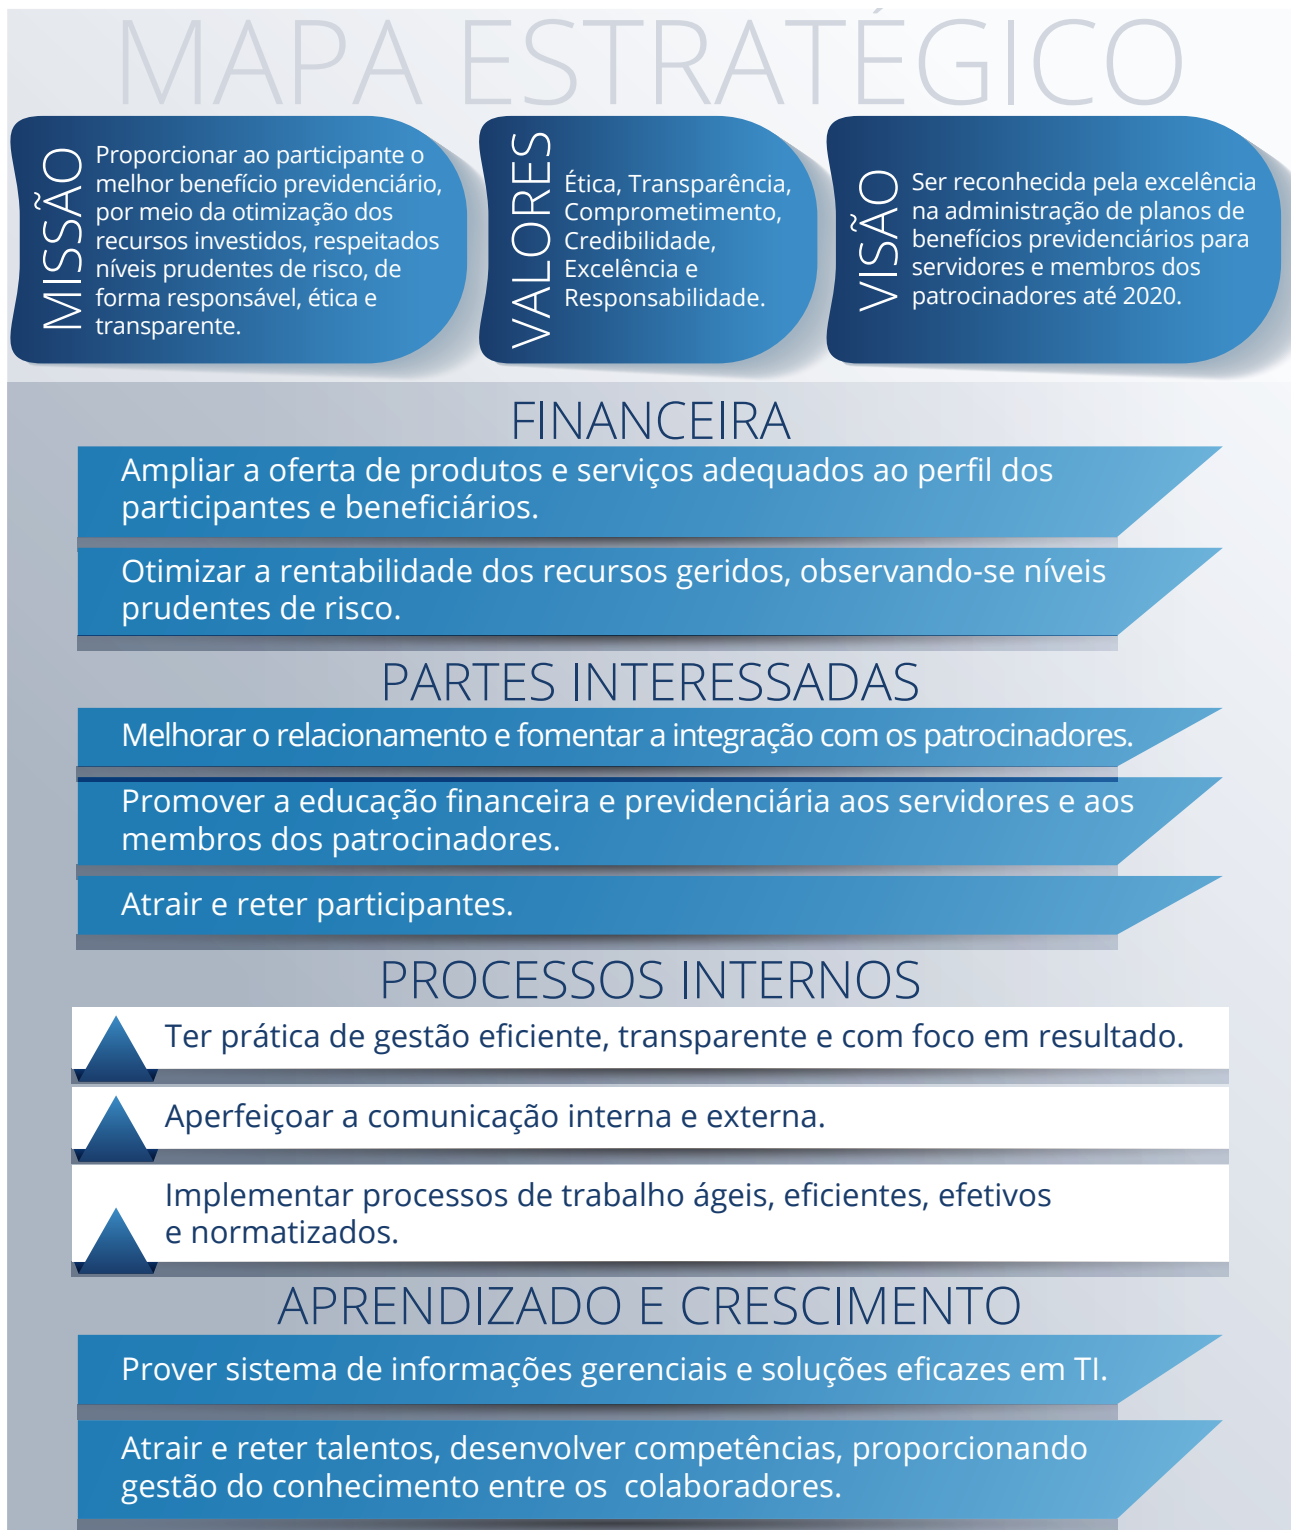 MAPA ESTRATÉGICO
MISSÃO
Proporcionar ao participante o
melhor benefício previdenciário,
por meio da otimização dos
recursos investidos, respeitados
níveis prudentes de risco, de
forma responsável, ética e
transparente.
VALORES
Ética, Transparência,
Comprometimento,
Credibilidade,
Excelência e
Responsabilidade.
VISÃO
Ser reconhecida pela excelência
na administração de planos de
benefícios previdenciários para
servidores e membros dos
patrocinadores até 2020.
FINANCEIRA
Ampliar a oferta de produtos e serviços adequados ao perfil dos
participantes e beneficiários.
Otimizar a rentabilidade dos recursos geridos, observando-se níveis
prudentes de risco.
PARTES INTERESSADAS
Melhorar o relacionamento e fomentar a integração com os patrocinadores.
Promover a educação financeira e previdenciária aos servidores e aos
membros dos patrocinadores.
Atrair e reter participantes.
PROCESSOS INTERNOS
Ter prática de gestão eficiente, transparente e com foco em resultado.
Aperfeiçoar a comunicação interna e externa.
Implementar processos de trabalho ágeis, eficientes, efetivos
e normatizados.
APRENDIZADO E CRESCIMENTO
Prover sistema de informações gerenciais e soluções eficazes em TI.
Atrair e reter talentos, desenvolver competências, proporcionando
gestão do conhecimento entre os colaboradores.